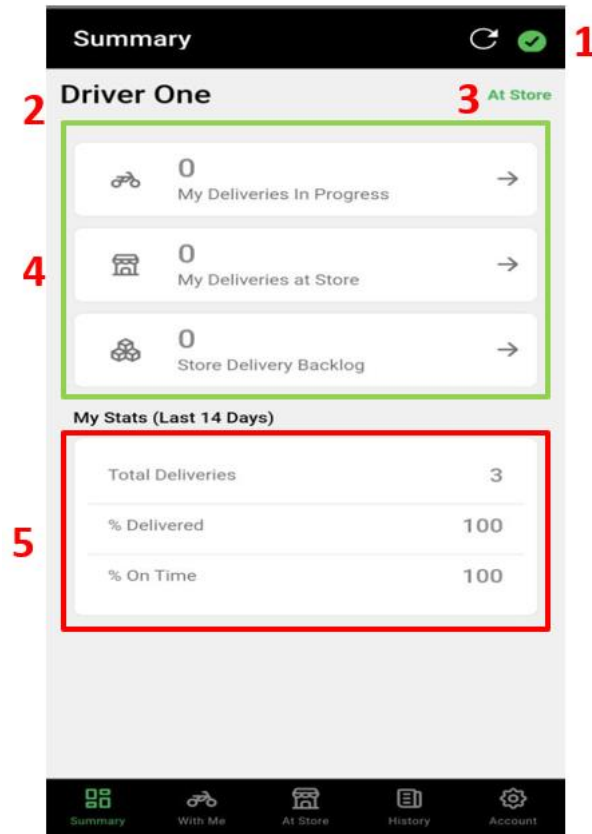 Summary
1
Driver One
2
3
At Store
0
My Deliveries In Progress
4
0
My Deliveries at Store
0
Store Delivery Backlog
My Stats (Last 14 Days)
Total Deliveries 3
5
% Delivered 100
% On Time 100
Summary With Me At Store History Account